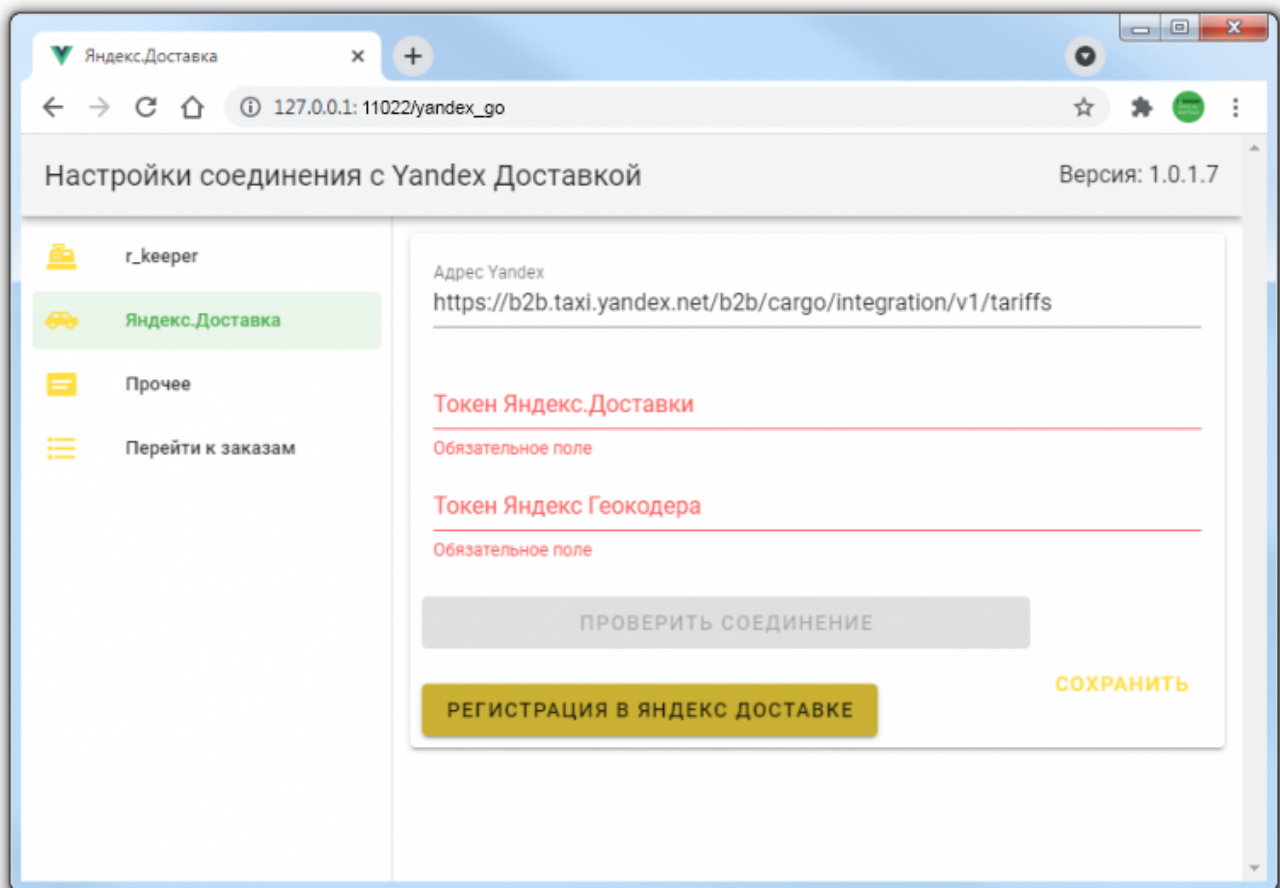 Яндекс.Доставка
127.0.0.1: 11022/yandex_go
Настройки соединения с Yandex Доставкой
Версия: 1.0.1.7
r_keeper
Яндекс.Доставка
Прочее
Перейти к заказам
Адрес Yandex
https://b2b.taxi.yandex.net/b2b/cargo/integration/v1/tariffs
Токен Яндекс.Доставки
Обязательное поле
Токен Яндекс Геокодера
Обязательное поле
ПРОВЕРИТЬ СОЕДИНЕНИЕ
СОХРАНИТЬ
РЕГИСТРАЦИЯ В ЯНДЕКС ДОСТАВКЕ